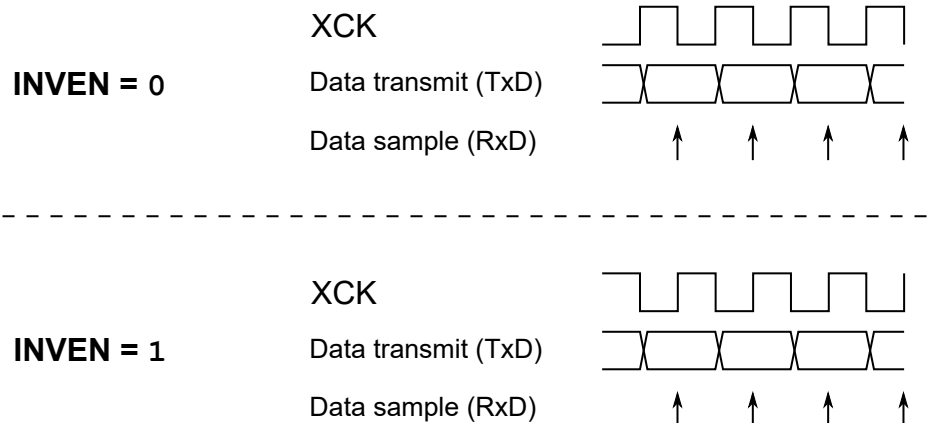 XCK
INVEN = 0
Data transmit (TxD)
Data sample (RxD)
XCK
INVEN = 1
Data transmit (TxD)
Data sample (RxD)